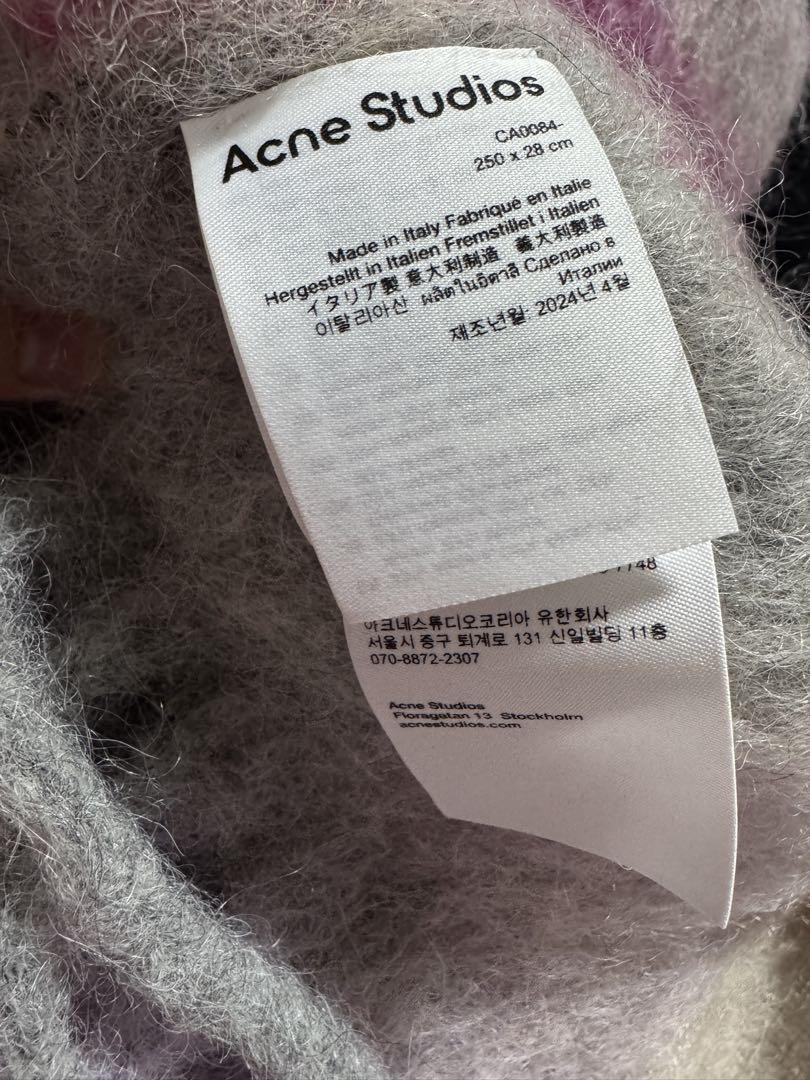 Acne Studios
CA0084-
250 x 28 cm
Made in Italy Fabriqué en Italie
Hergestellt in Italien Fremstillet i Italien
イタリア製 意大利制造 義大利製造
이탈리아산 ผลิตในอิตาลี Сделано в
Италии
제조년월: 2024년 4월
아크네스튜디오코리아 유한회사
서울시 중구 퇴계로 131 신일빌딩 11층
070-8872-2307
Acne Studios
Floragatan 13 Stockholm
acnestudios.com